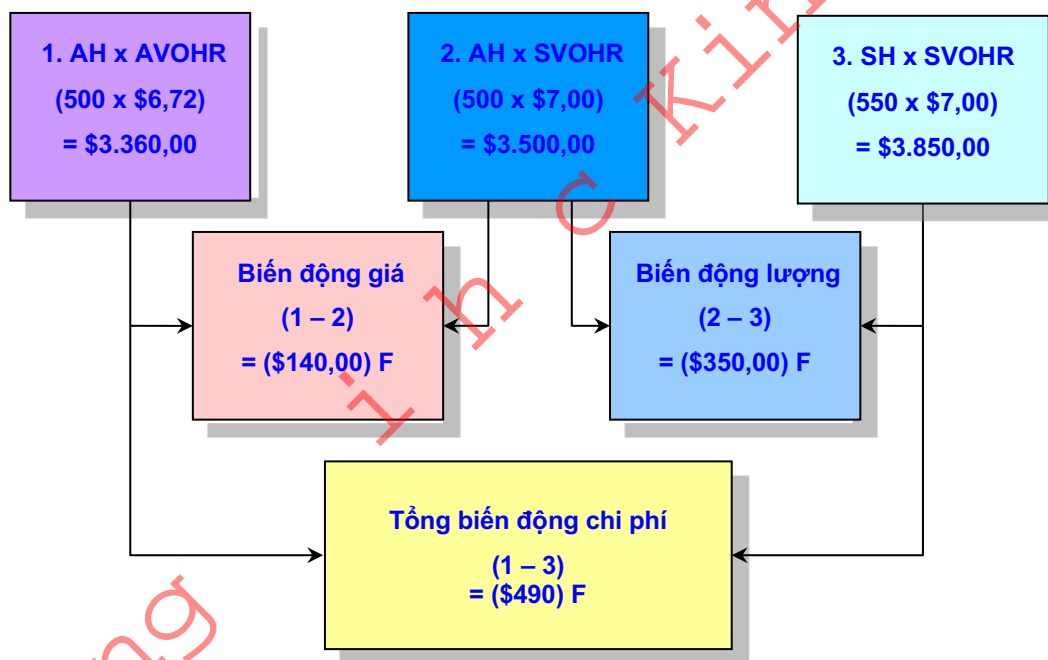 1. AH x AVOHR
(500 x $6,72)
= $3.360,00
2. AH x SVOHR
(500 x $7,00)
= $3.500,00
3. SH x SVOHR
(550 x $7,00)
= $3.850,00
Biến động giá
(1 – 2)
= ($140,00) F
Biến động lượng
(2 – 3)
= ($350,00) F
Tổng biến động chi phí
(1 – 3)
= ($490) F